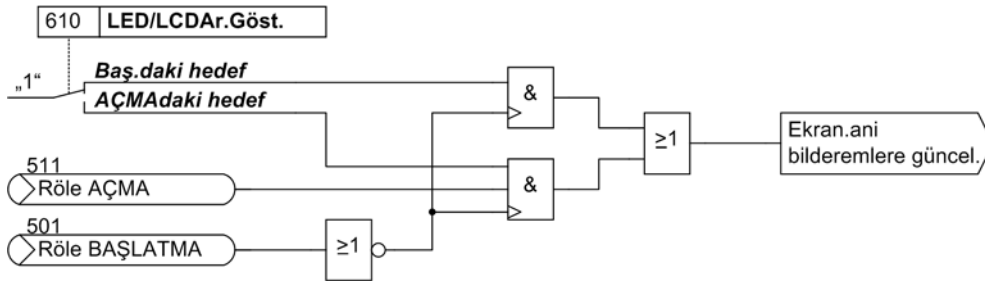 610 LED/LCDAr.Göst.
„1“
Baş.daki hedef
AÇMAdaki hedef
&
≥1
Ekran.ani
bilderemlere güncel.
511
Röle AÇMA
&
501
Röle BAŞLATMA
≥1